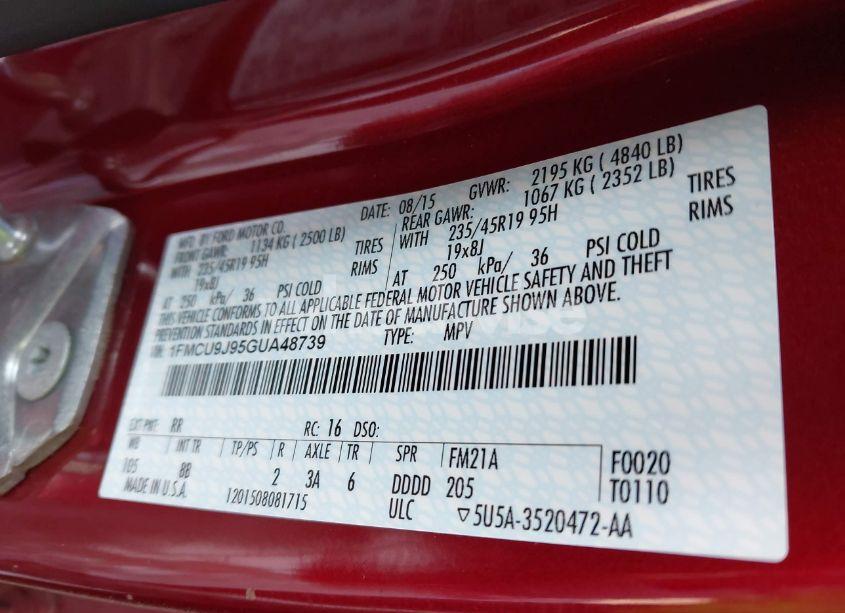 MFD. BY FORD MOTOR CO. DATE: 08/15 GVWR: 2195 KG ( 4840 LB)
FRONT GAWR: 1134 KG ( 2500 LB) REAR GAWR: 1067 KG ( 2352 LB)
WITH 235/45R19 95H TIRES WITH 235/45R19 95H TIRES
19x8J RIMS 19x8J RIMS
AT 250 kPa/ 36 PSI COLD AT 250 kPa/ 36 PSI COLD
THIS VEHICLE CONFORMS TO ALL APPLICABLE FEDERAL MOTOR VEHICLE SAFETY AND THEFT
PREVENTION STANDARDS IN EFFECT ON THE DATE OF MANUFACTURE SHOWN ABOVE.
VIN: 1FMCU9J95GUA48739 TYPE: MPV
EXT PNT: RR RC: 16 DSO:
WB INT TR TP/PS R AXLE TR SPR FM21A F0020
105 8B 2 3A 6 DDDD 205 T0110
MADE IN U.S.A. 1201508081715 ULC ▽5U5A-3520472-AA